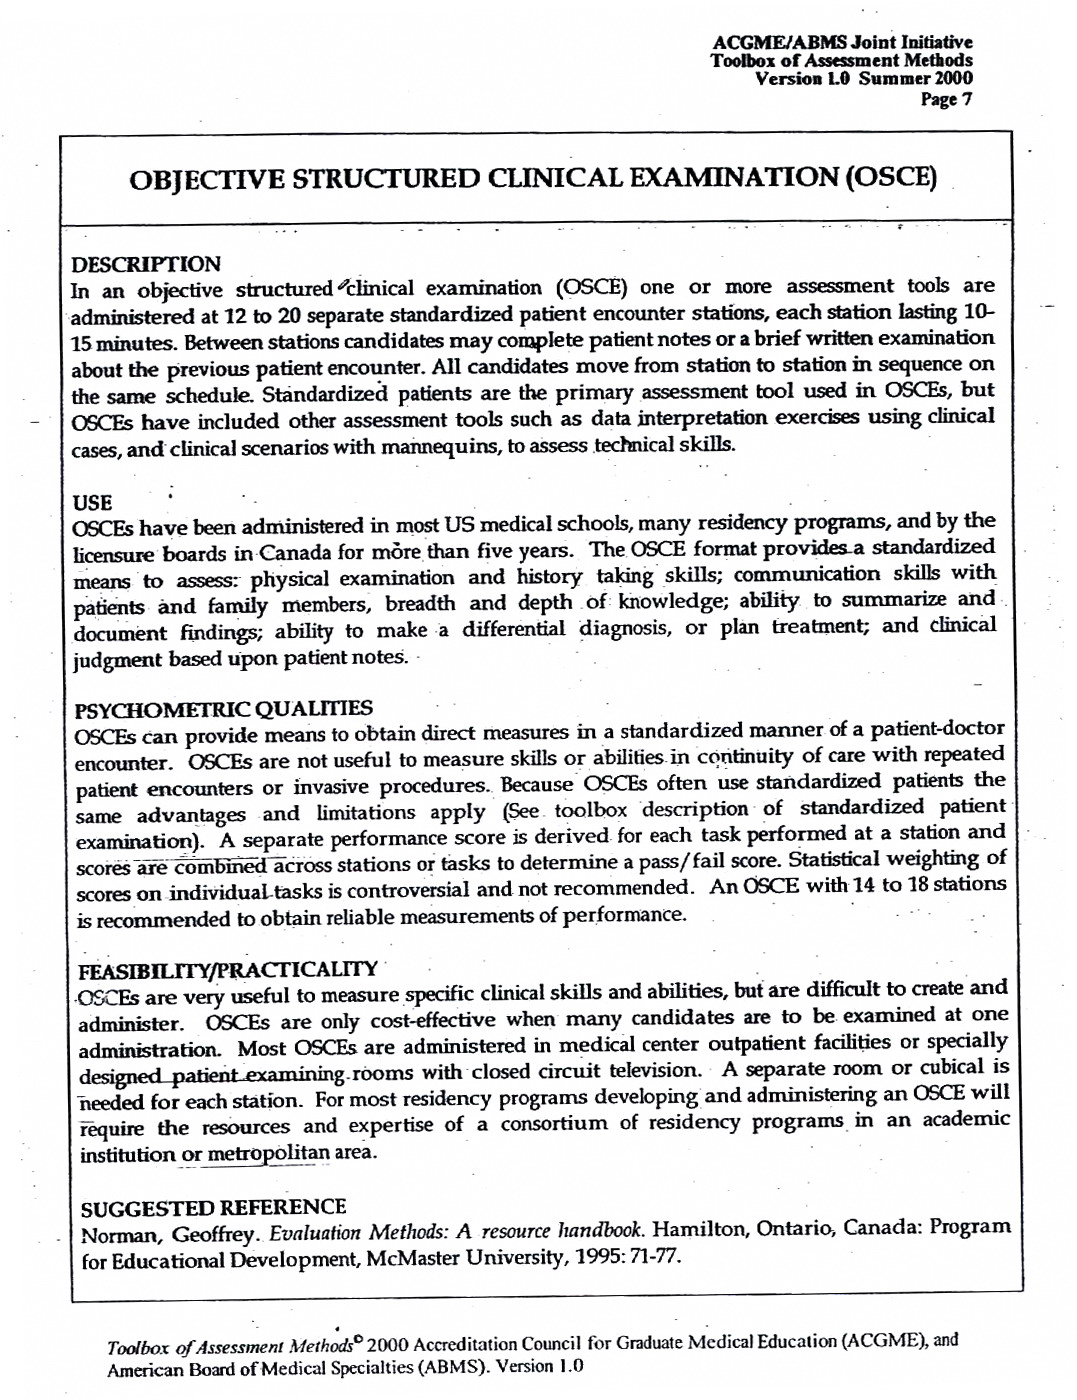 ACGME/ABMS Joint Initiative
Toolbox of Assessment Methods
Version 1.0 Summer 2000
Page 7
OBJECTIVE STRUCTURED CLINICAL EXAMINATION (OSCE)
DESCRIPTION
In an objective structured clinical examination (OSCE) one or more assessment tools are
administered at 12 to 20 separate standardized patient encounter stations, each station lasting 10-
15 minutes. Between stations candidates may complete patient notes or a brief written examination
about the previous patient encounter. All candidates move from station to station in sequence on
the same schedule. Standardized patients are the primary assessment tool used in OSCEs, but
OSCEs have included other assessment tools such as data interpretation exercises using clinical
cases, and clinical scenarios with mannequins, to assess technical skills.
USE
OSCEs have been administered in most US medical schools, many residency programs, and by the
licensure boards in Canada for more than five years. The OSCE format provides a standardized
means to assess: physical examination and history taking skills; communication skills with
patients and family members, breadth and depth of knowledge; ability to summarize and
document findings; ability to make a differential diagnosis, or plan treatment; and clinical
judgment based upon patient notes.
PSYCHOMETRIC QUALITIES
OSCEs can provide means to obtain direct measures in a standardized manner of a patient-doctor
encounter. OSCEs are not useful to measure skills or abilities in continuity of care with repeated
patient encounters or invasive procedures. Because OSCEs often use standardized patients the
same advantages and limitations apply (See toolbox description of standardized patient
examination). A separate performance score is derived for each task performed at a station and
scores are combined across stations or tasks to determine a pass/fail score. Statistical weighting of
scores on individual tasks is controversial and not recommended. An OSCE with 14 to 18 stations
is recommended to obtain reliable measurements of performance.
FEASIBILITY/PRACTICALITY
OSCEs are very useful to measure specific clinical skills and abilities, but are difficult to create and
administer. OSCEs are only cost-effective when many candidates are to be examined at one
administration. Most OSCEs are administered in medical center outpatient facilities or specially
designed patient examining rooms with closed circuit television. A separate room or cubical is
needed for each station. For most residency programs developing and administering an OSCE will
require the resources and expertise of a consortium of residency programs in an academic
institution or metropolitan area.
SUGGESTED REFERENCE
Norman, Geoffrey. Evaluation Methods: A resource handbook. Hamilton, Ontario, Canada: Program
for Educational Development, McMaster University, 1995: 71-77.
Toolbox of Assessment Methods© 2000 Accreditation Council for Graduate Medical Education (ACGME), and
American Board of Medical Specialties (ABMS). Version 1.0